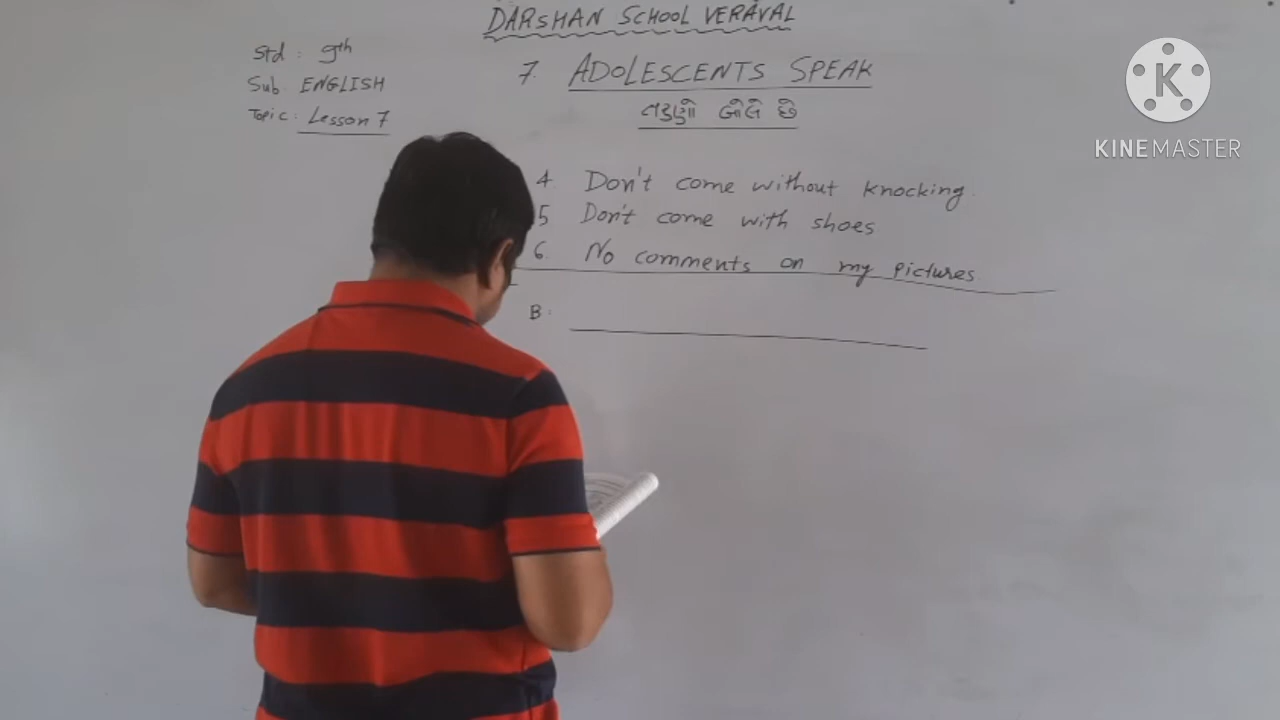 DARSHAN SCHOOL VERAVAL
Std : 9th
Sub. ENGLISH
Topic : Lesson 7
7. ADOLESCENTS SPEAK
તરુણો બોલે છે
K
KINEMASTER
4. Don't come without knocking.
5 Don't come with shoes
6. No comments on my pictures
B :